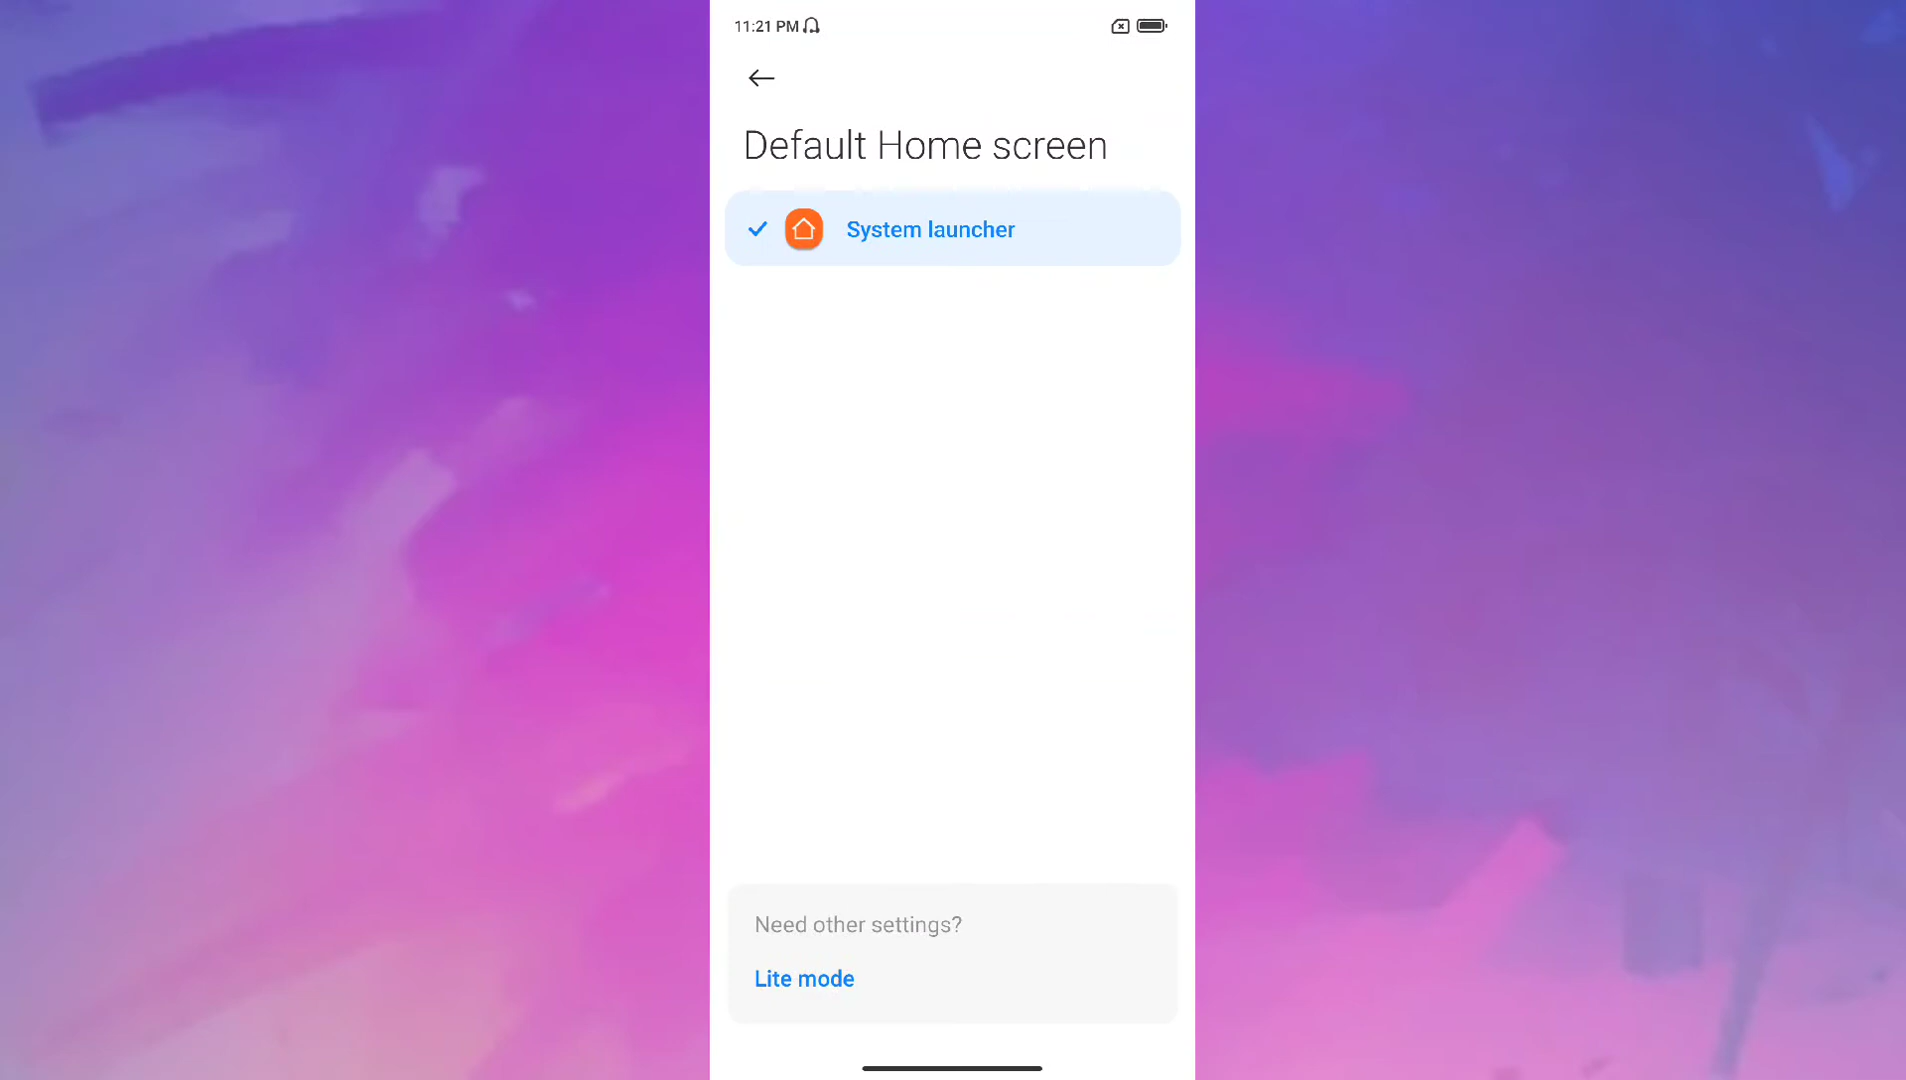 11:21 PM
Default Home screen
System launcher
Need other settings?
Lite mode